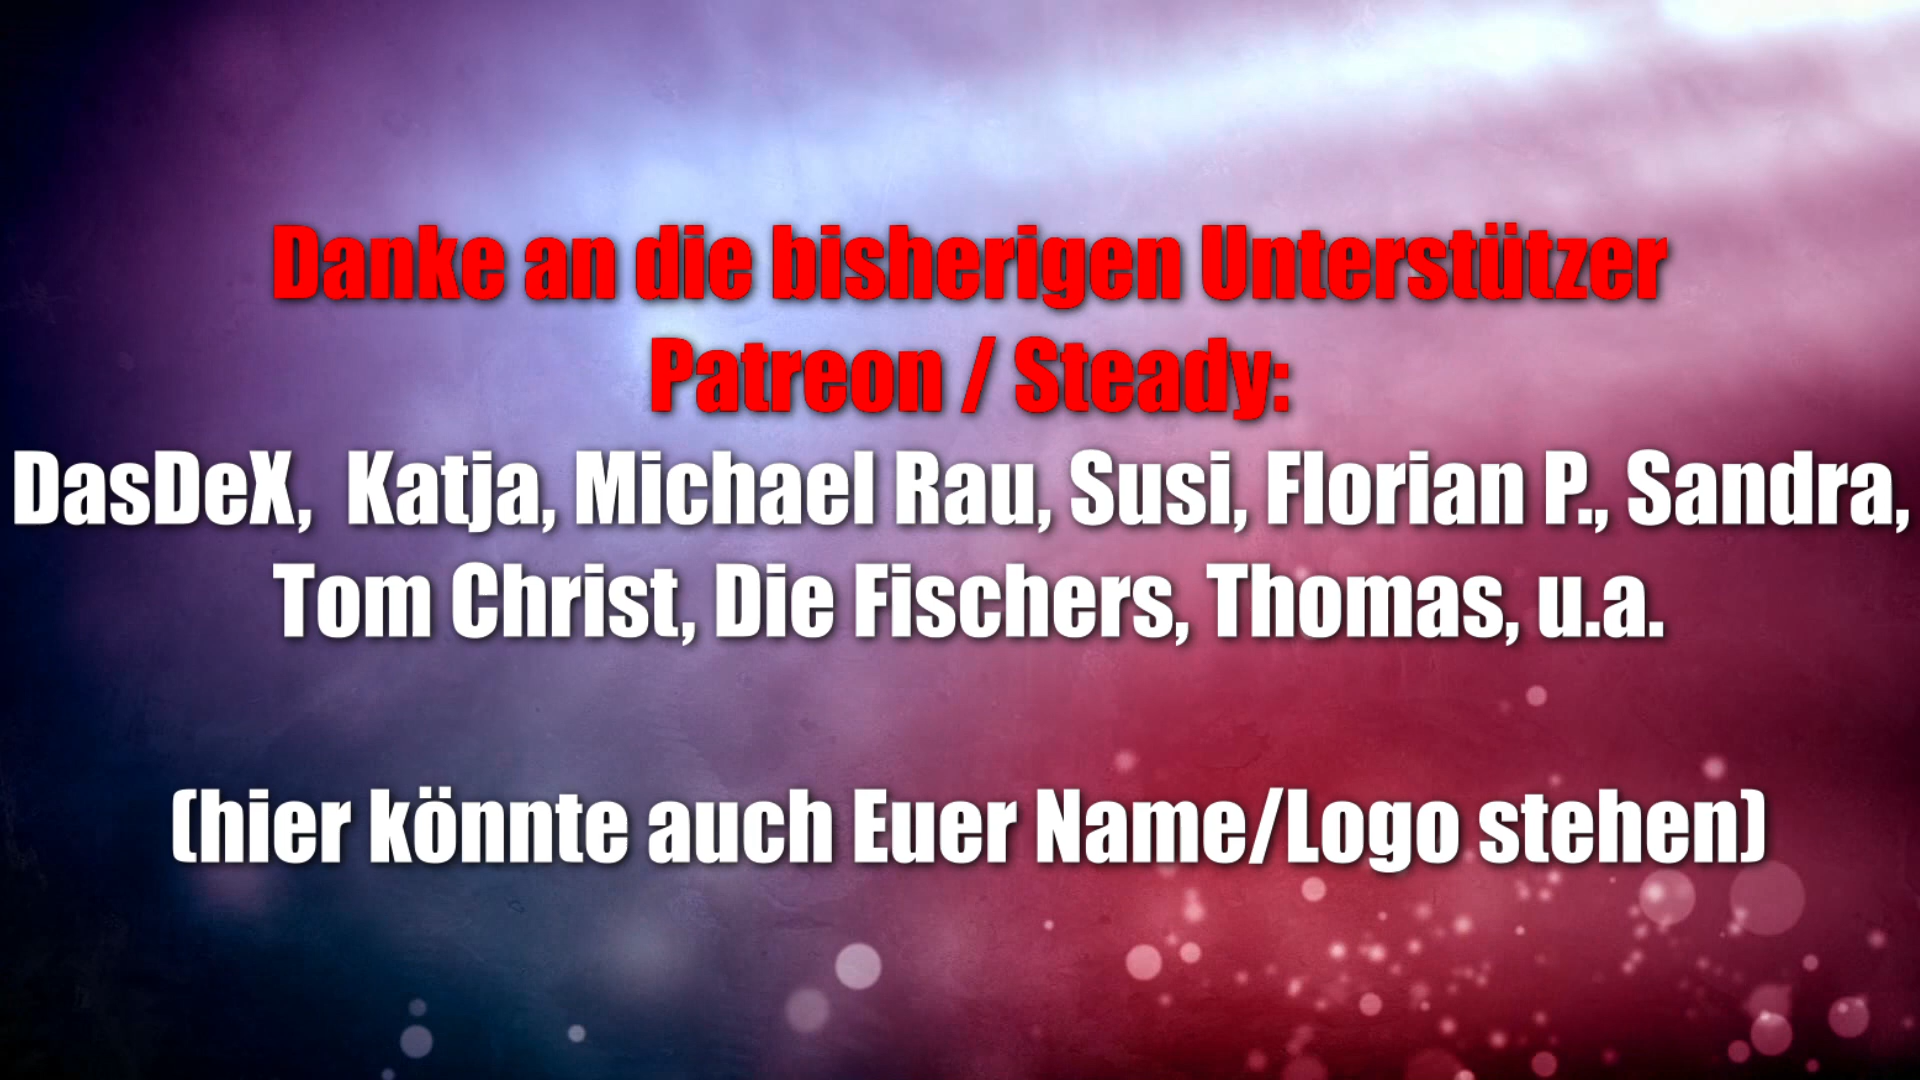 Danke an die bisherigen Unterstützer
Patreon / Steady:
DasDeX,  Katja, Michael Rau, Susi, Florian P., Sandra,
Tom Christ, Die Fischers, Thomas, u.a.
(hier könnte auch Euer Name/Logo stehen)